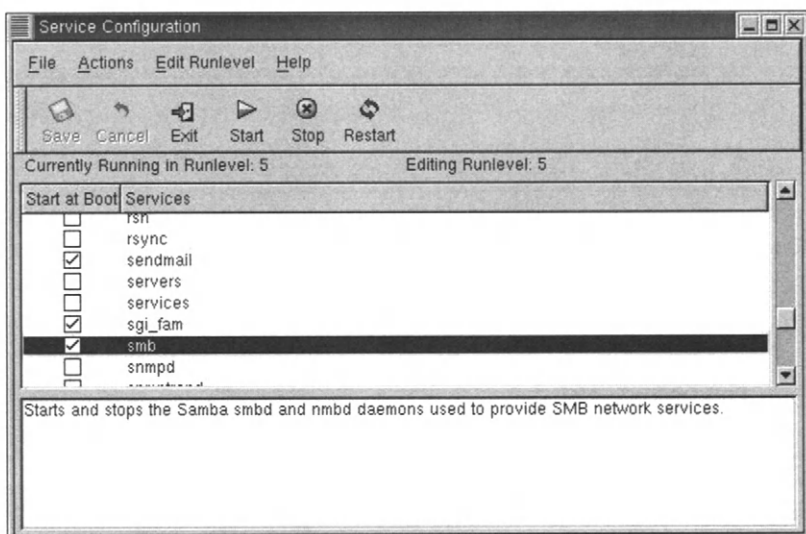 Service Configuration
File Actions Edit Runlevel Help
Save Cancel Exit Start Stop Restart
Currently Running in Runlevel: 5 Editing Runlevel: 5
Start at Boot Services
rsh
rsync
sendmail
servers
services
sgi_fam
smb
snmpd
Starts and stops the Samba smbd and nmbd daemons used to provide SMB network services.